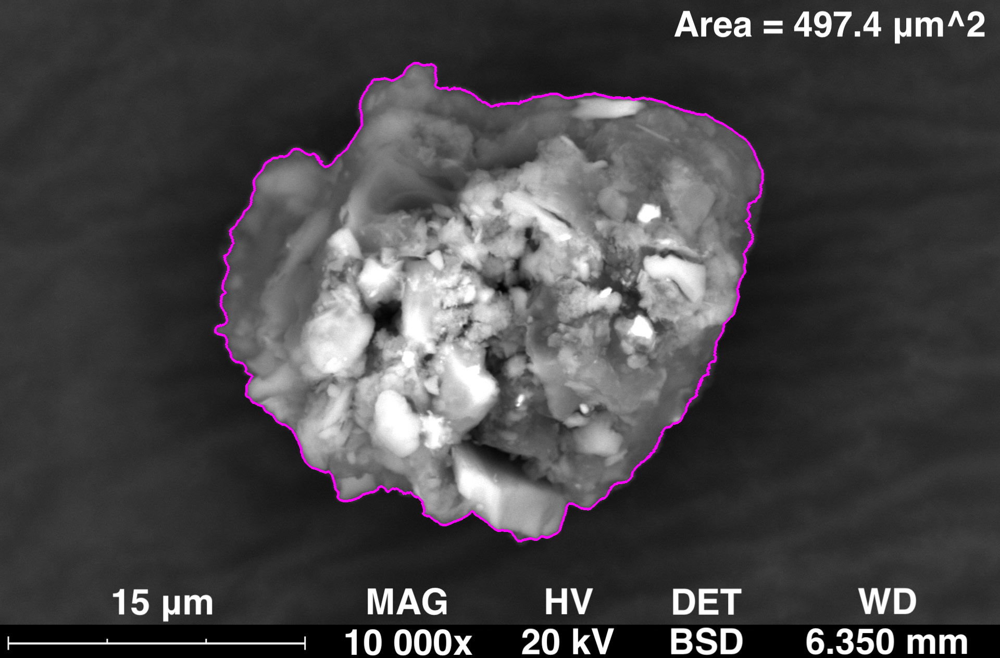 Area = 497.4 µm^2
15 µm MAG HV DET WD
10 000x 20 kV BSD 6.350 mm